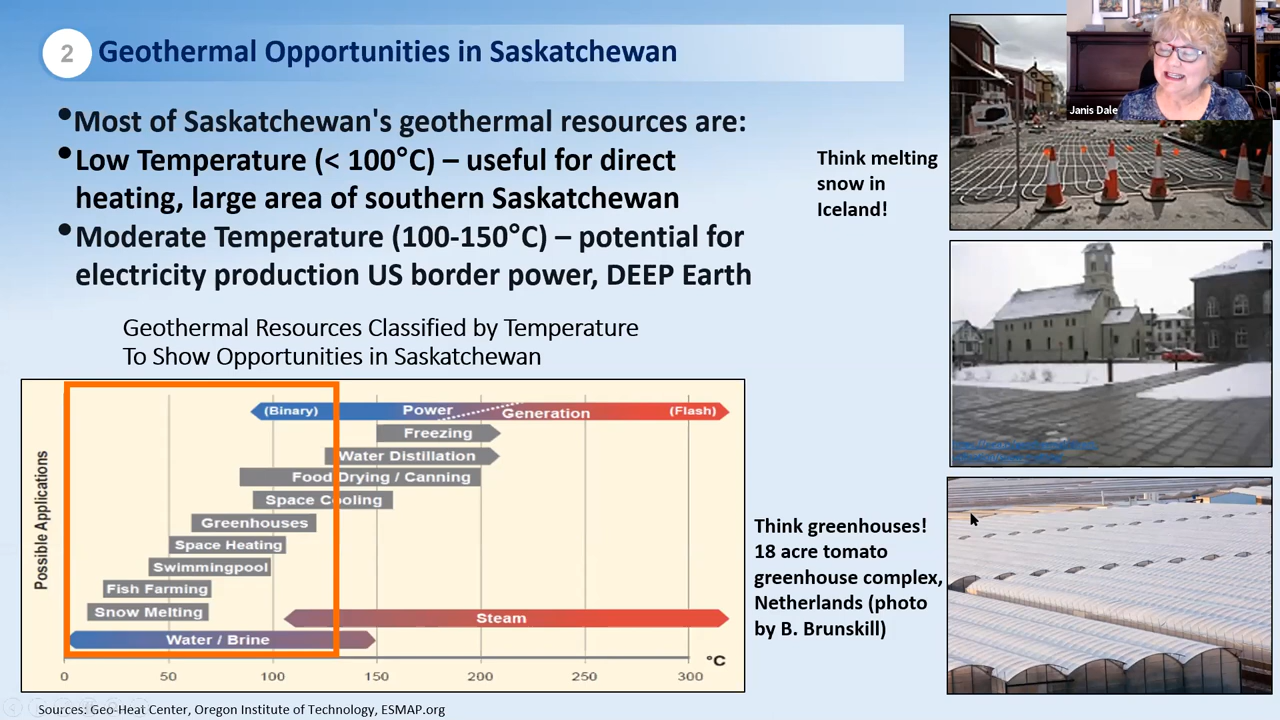 2
Geothermal Opportunities in Saskatchewan
•Most of Saskatchewan's geothermal resources are:
•Low Temperature (< 100°C) – useful for direct
heating, large area of southern Saskatchewan
•Moderate Temperature (100-150°C) – potential for
electricity production US border power, DEEP Earth
Geothermal Resources Classified by Temperature
To Show Opportunities in Saskatchewan
Possible Applications
(Binary) Power Generation (Flash)
Freezing
Water Distillation
Food Drying / Canning
Space Cooling
Greenhouses
Space Heating
Swimmingpool
Fish Farming
Snow Melting
Steam
Water / Brine
°C
0 50 100 150 200 250 300
Sources: Geo-Heat Center, Oregon Institute of Technology, ESMAP.org
Janis Dale
Think melting
snow in
Iceland!
Think greenhouses!
18 acre tomato
greenhouse complex,
Netherlands (photo
by B. Brunskill)